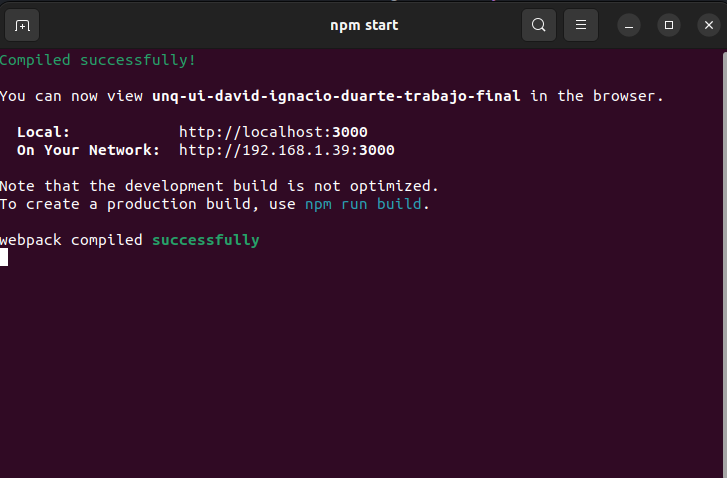 npm start
Compiled successfully!
You can now view unq-ui-david-ignacio-duarte-trabajo-final in the browser.
Local: http://localhost:3000
On Your Network: http://192.168.1.39:3000
Note that the development build is not optimized.
To create a production build, use npm run build.
webpack compiled successfully